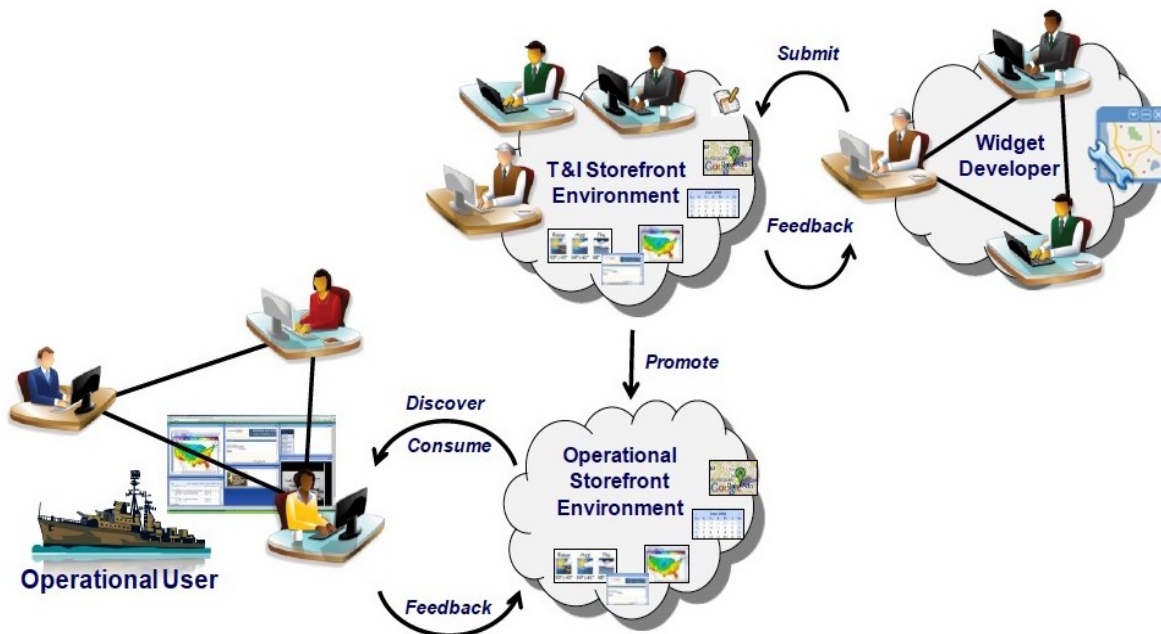 Submit
T&I Storefront
Environment
Widget
Developer
Feedback
Promote
Discover
Consume
Operational
Storefront
Environment
Operational User
Feedback